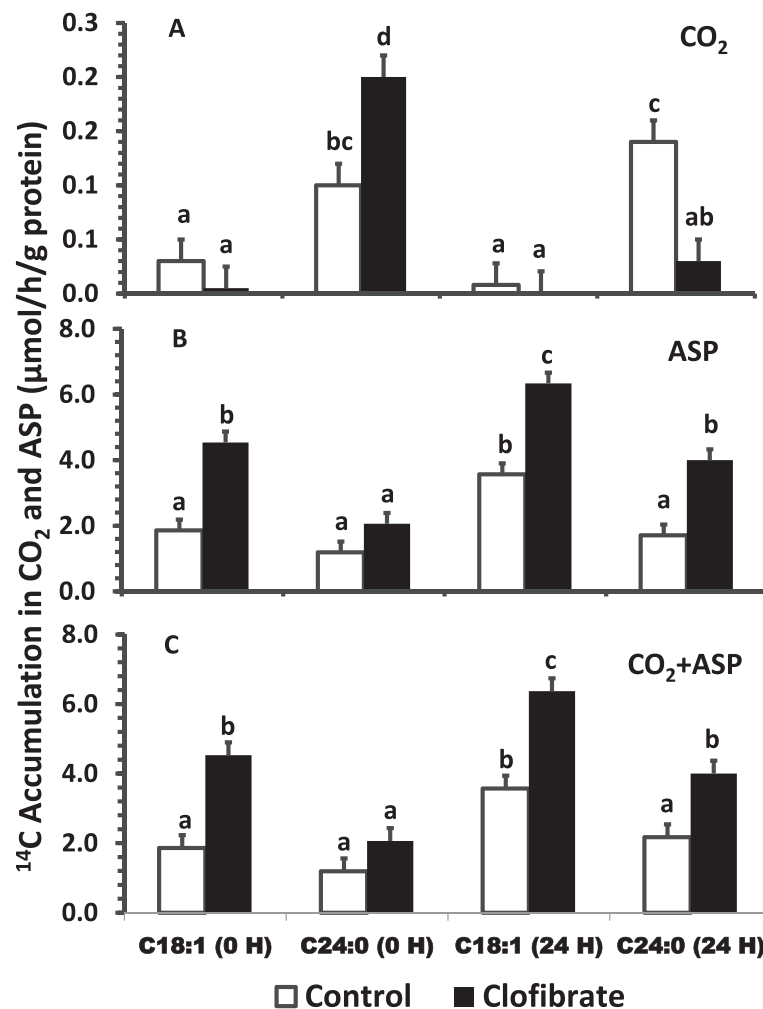 ¹⁴C Accumulation in CO₂ and ASP (µmol/h/g protein)
A
CO₂
0.3
0.2
0.2
0.1
0.1
0.0
a
a
bc
d
a
a
c
ab
B
ASP
8.0
6.0
4.0
2.0
0.0
a
b
a
a
b
c
a
b
C
CO₂+ASP
8.0
6.0
4.0
2.0
0.0
a
b
a
a
b
c
a
b
C18:1 (0 H) C24:0 (0 H) C18:1 (24 H) C24:0 (24 H)
Control Clofibrate